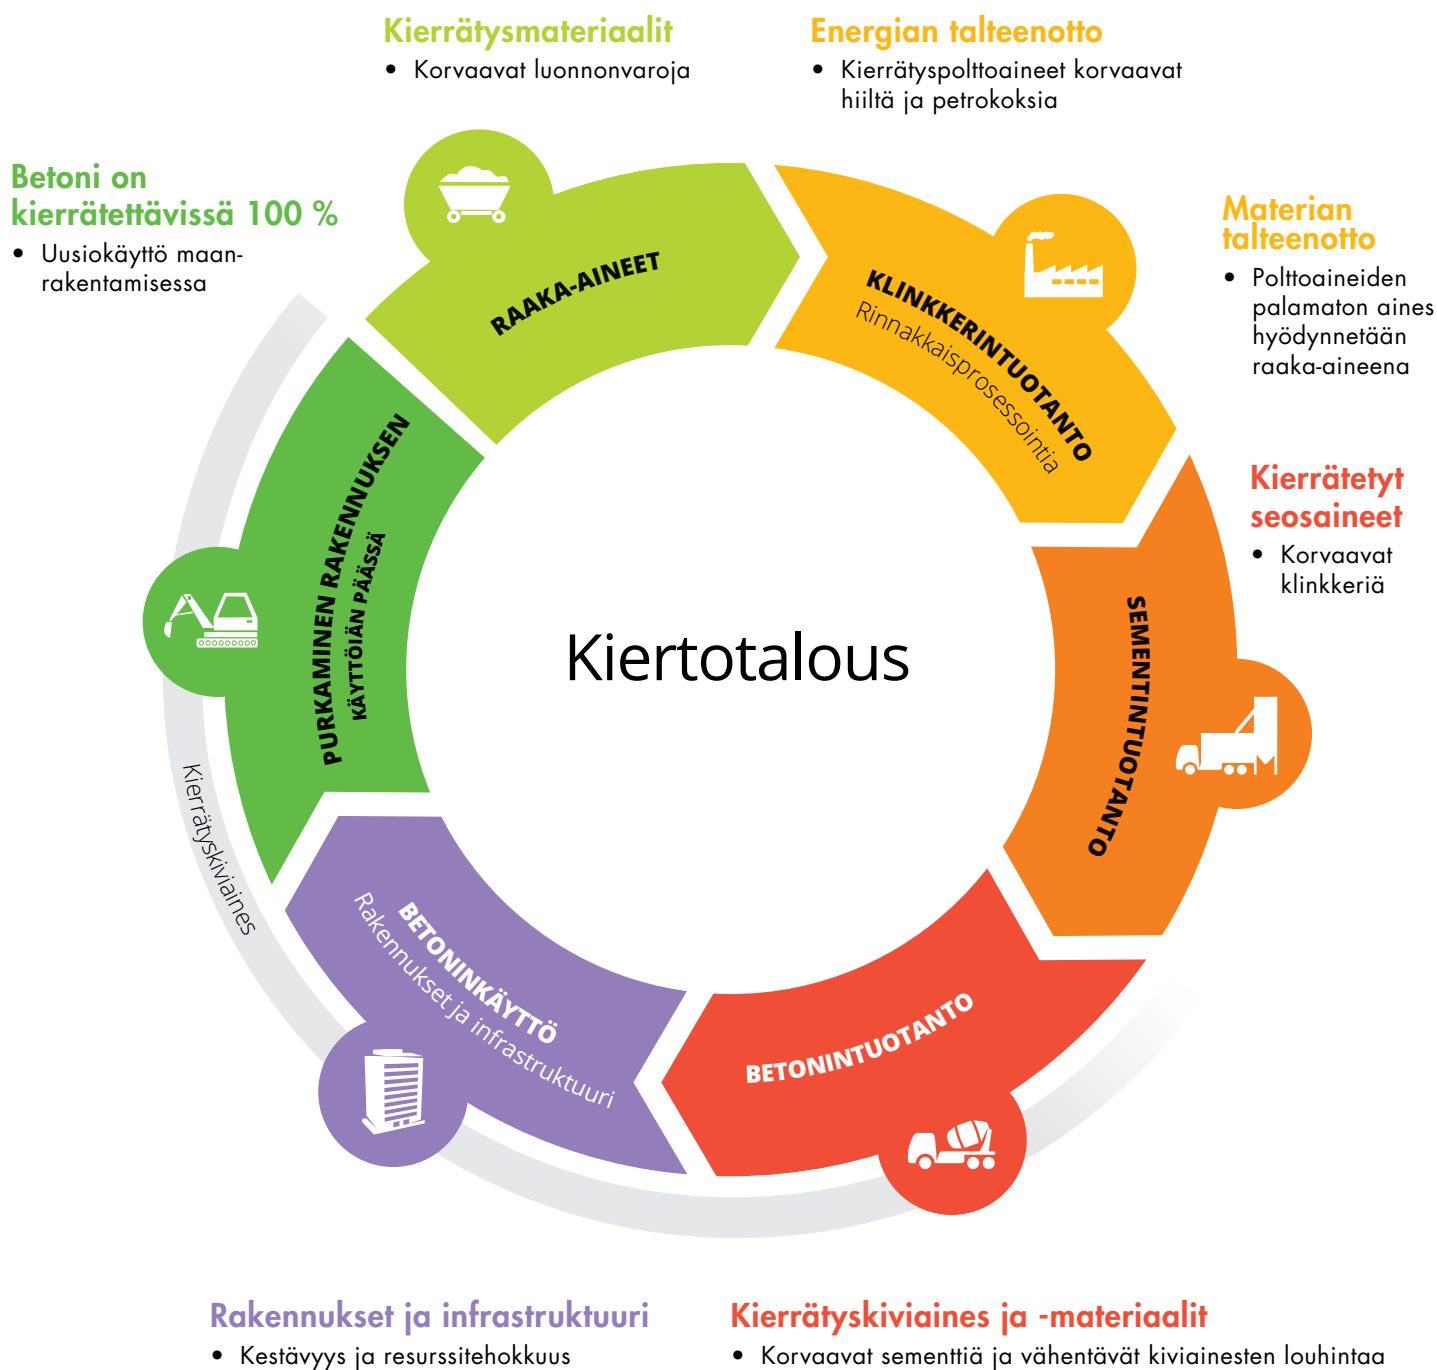 Kierrätysmateriaalit
• Korvaavat luonnonvaroja
Energian talteenotto
• Kierrätyspolttoaineet korvaavat
hiiltä ja petrokoksia
Betoni on
kierrätettävissä 100 %
• Uusiokäyttö maan-
rakentamisessa
Materian
talteenotto
• Polttoaineiden
palamaton aines
hyödynnetään
raaka-aineena
Kierrätetyt
seosaineet
• Korvaavat
klinkkeriä
RAAKA-AINEET
KLINKKERINTUOTANTO
Rinnakkaisprosessointia
SEMENTINTUOTANTO
BETONINTUOTANTO
BETONINKÄYTTÖ
Rakennukset ja infrastruktuuri
PURKAMINEN RAKENNUKSEN
KÄYTTÖIÄN PÄÄSSÄ
Kierrätyskiviaines
Kiertotalous
Rakennukset ja infrastruktuuri
• Kestävyys ja resurssitehokkuus
Kierrätyskiviaines ja -materiaalit
• Korvaavat sementtiä ja vähentävät kiviainesten louhintaa